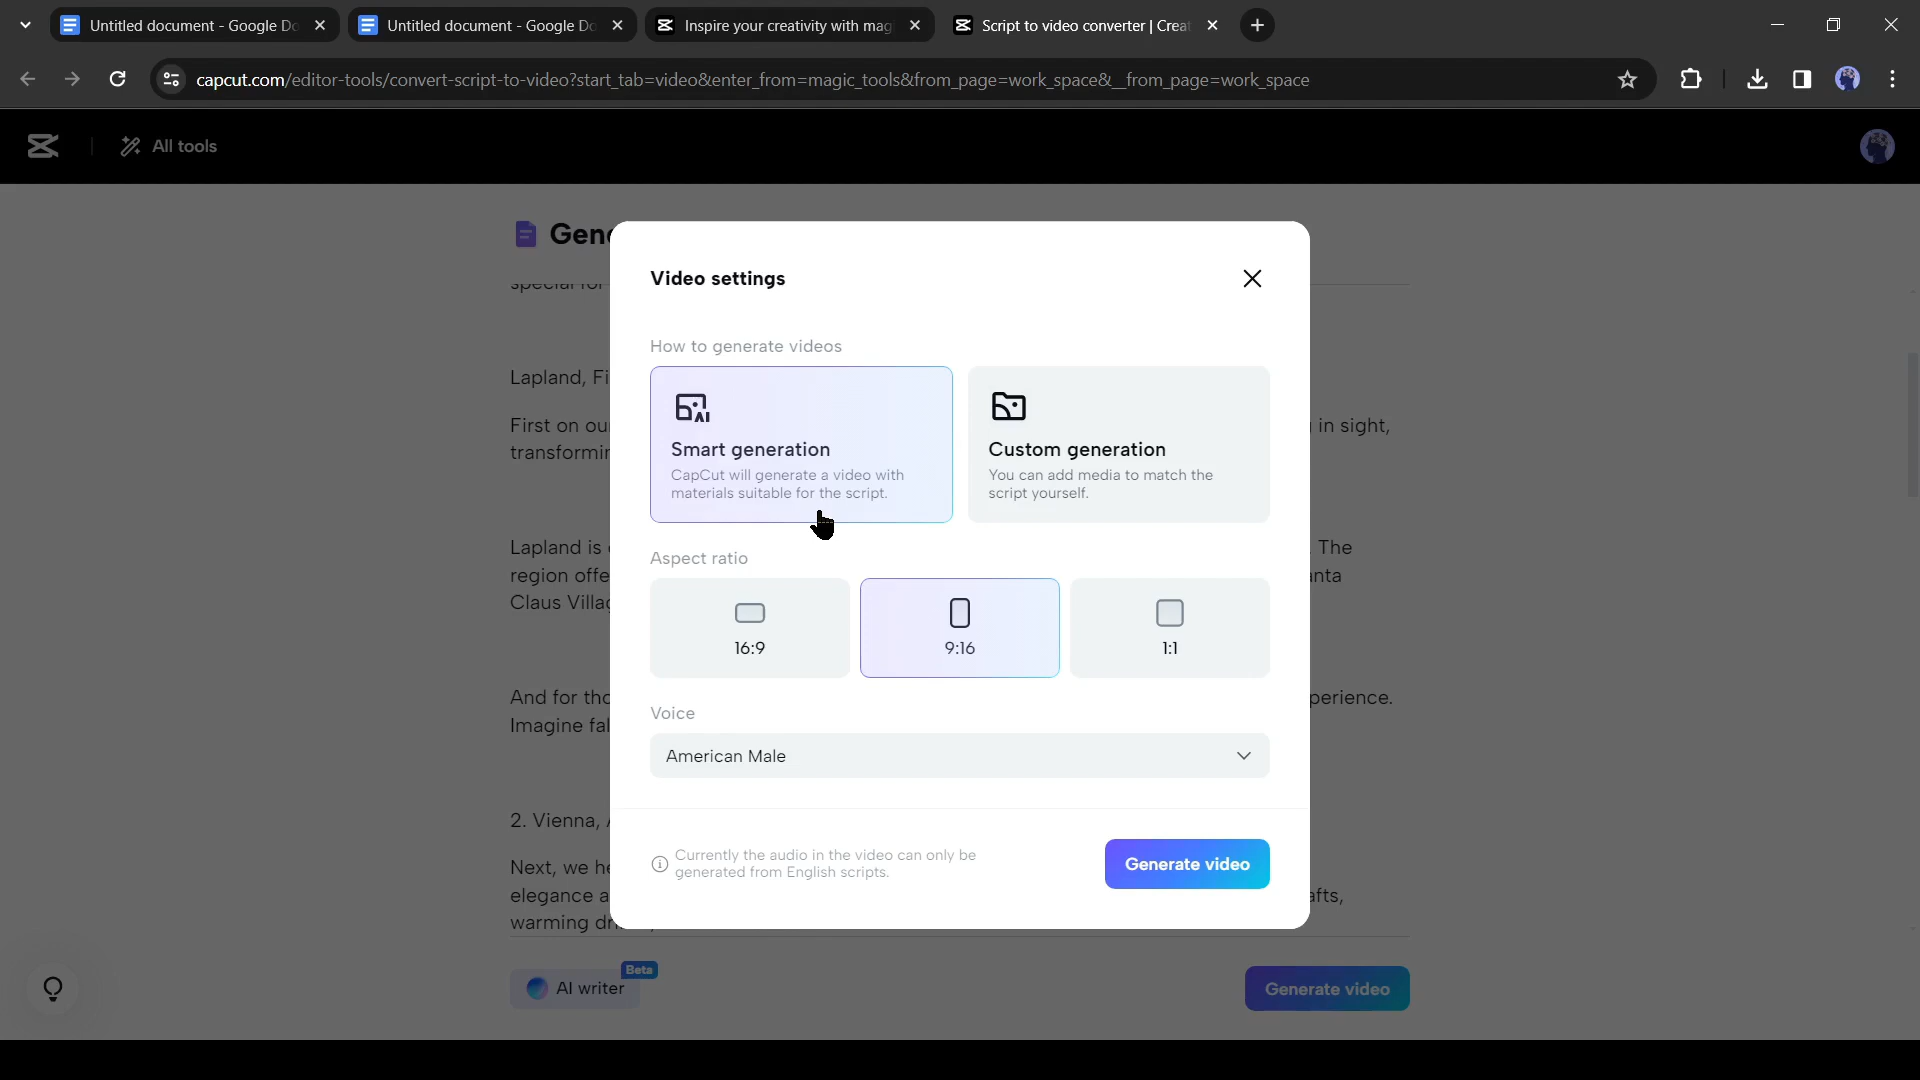 Untitled document - Google Do
Untitled document - Google Do
Inspire your creativity with mag
Script to video converter | Creat
capcut.com/editor-tools/convert-script-to-video?start_tab=video&enter_from=magic_tools&from_page=work_space&__from_page=work_space
All tools
Gene
special for
Video settings
How to generate videos
Smart generation
CapCut will generate a video with
materials suitable for the script.
Custom generation
You can add media to match the
script yourself.
Aspect ratio
16:9
9:16
1:1
Voice
American Male
Currently the audio in the video can only be
generated from English scripts.
Generate video
Lapland, Fi
First on ou
in sight,
transformin
Lapland is
. The
region offe
anta
Claus Villag
And for tho
perience.
Imagine fal
2. Vienna,
Next, we he
elegance a
afts,
warming dr
AI writer
Beta
Generate video